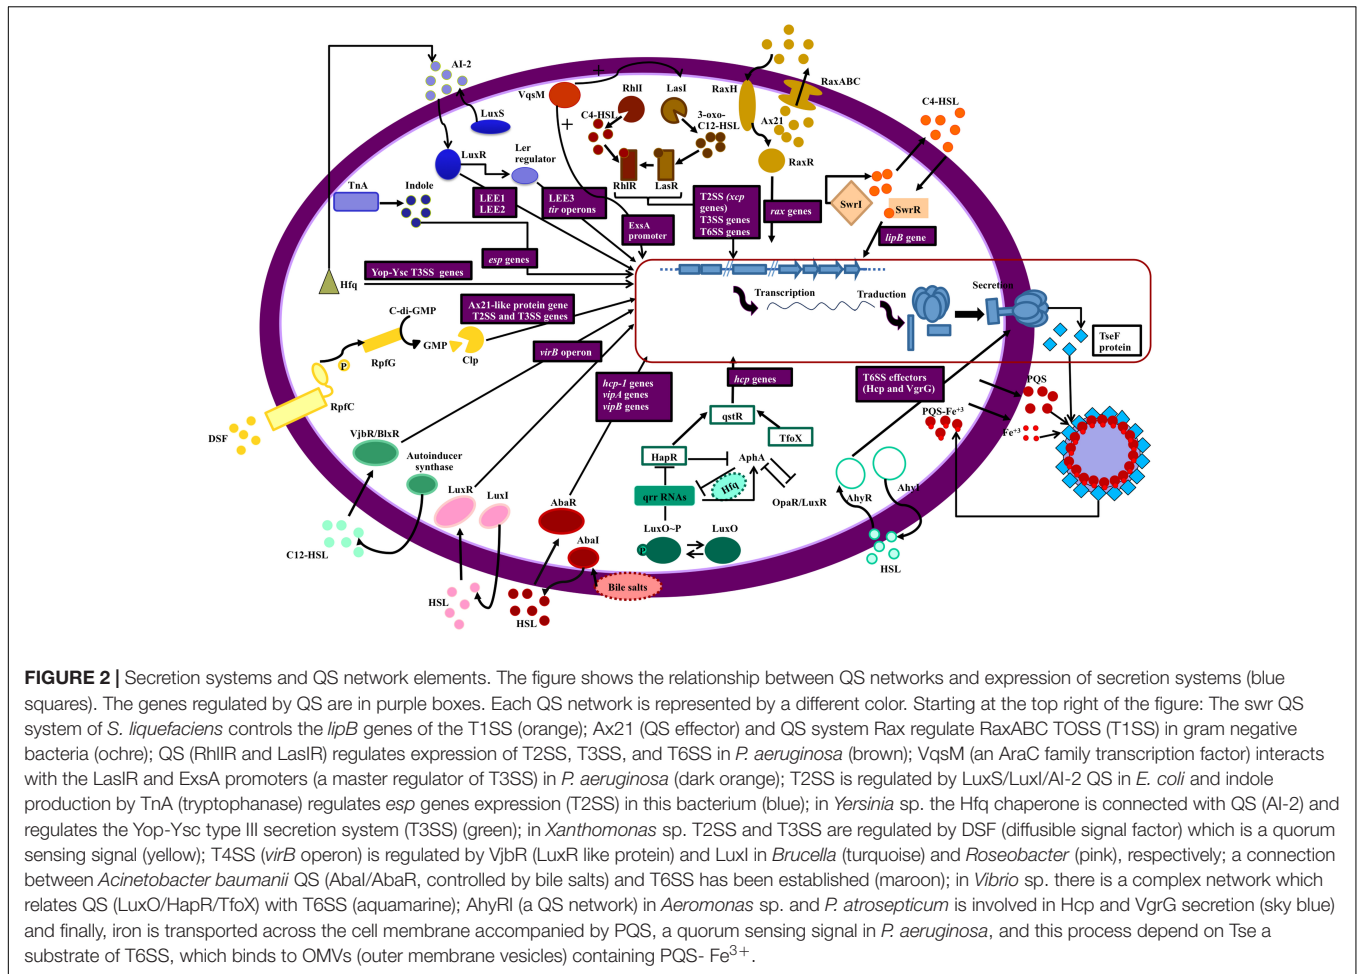 AI-2
LuxS
LuxR
Ler
regulator
TnA
Indole
LEE1
LEE2
LEE3
tir operons
VqsM
+
+
RhlI
LasI
C4-HSL
3-oxo-
C12-HSL
RhlR
LasR
ExsA
promoter
T2SS (xcp
genes)
T3SS genes
T6SS genes
RaxH
RaxABC
Ax21
RaxR
rax genes
C4-HSL
SwrI
SwrR
lipB gene
esp genes
Hfq
Yop-Ysc T3SS genes
Transcription
Traduction
Secretion
TseF
protein
C-di-GMP
GMP
Clp
RpfG
P
RpfC
DSF
Ax21-like protein gene
T2SS and T3SS genes
virB operon
hcp-1 genes
vipA genes
vipB genes
hcp genes
T6SS effectors
(Hcp and VgrG)
PQS
PQS-Fe+3
Fe+3
qstR
TfoX
HapR
AphA
Hfq
qrr RNAs
OpaR/LuxR
LuxO~P
LuxO
P
AhyR
AhyI
HSL
VjbR/BlxR
Autoinducer
synthase
C12-HSL
LuxR
LuxI
HSL
AbaR
AbaI
HSL
Bile salts
FIGURE 2 | Secretion systems and QS network elements. The figure shows the relationship between QS networks and expression of secretion systems (blue
squares). The genes regulated by QS are in purple boxes. Each QS network is represented by a different color. Starting at the top right of the figure: The swr QS
system of S. liquefaciens controls the lipB genes of the T1SS (orange); Ax21 (QS effector) and QS system Rax regulate RaxABC TOSS (T1SS) in gram negative
bacteria (ochre); QS (RhlIR and LasIR) regulates expression of T2SS, T3SS, and T6SS in P. aeruginosa (brown); VqsM (an AraC family transcription factor) interacts
with the LasIR and ExsA promoters (a master regulator of T3SS) in P. aeruginosa (dark orange); T2SS is regulated by LuxS/LuxI/AI-2 QS in E. coli and indole
production by TnA (tryptophanase) regulates esp genes expression (T2SS) in this bacterium (blue); in Yersinia sp. the Hfq chaperone is connected with QS (AI-2) and
regulates the Yop-Ysc type III secretion system (T3SS) (green); in Xanthomonas sp. T2SS and T3SS are regulated by DSF (diffusible signal factor) which is a quorum
sensing signal (yellow); T4SS (virB operon) is regulated by VjbR (LuxR like protein) and LuxI in Brucella (turquoise) and Roseobacter (pink), respectively; a connection
between Acinetobacter baumanii QS (AbaI/AbaR, controlled by bile salts) and T6SS has been established (maroon); in Vibrio sp. there is a complex network which
relates QS (LuxO/HapR/TfoX) with T6SS (aquamarine); AhyRI (a QS network) in Aeromonas sp. and P. atrosepticum is involved in Hcp and VgrG secretion (sky blue)
and finally, iron is transported across the cell membrane accompanied by PQS, a quorum sensing signal in P. aeruginosa, and this process depend on Tse a
substrate of T6SS, which binds to OMVs (outer membrane vesicles) containing PQS- Fe3+.